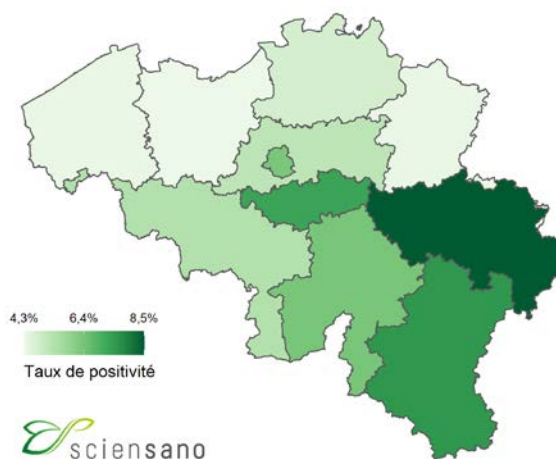 4,3% 6,4% 8,5%
Taux de positivité
sciensano